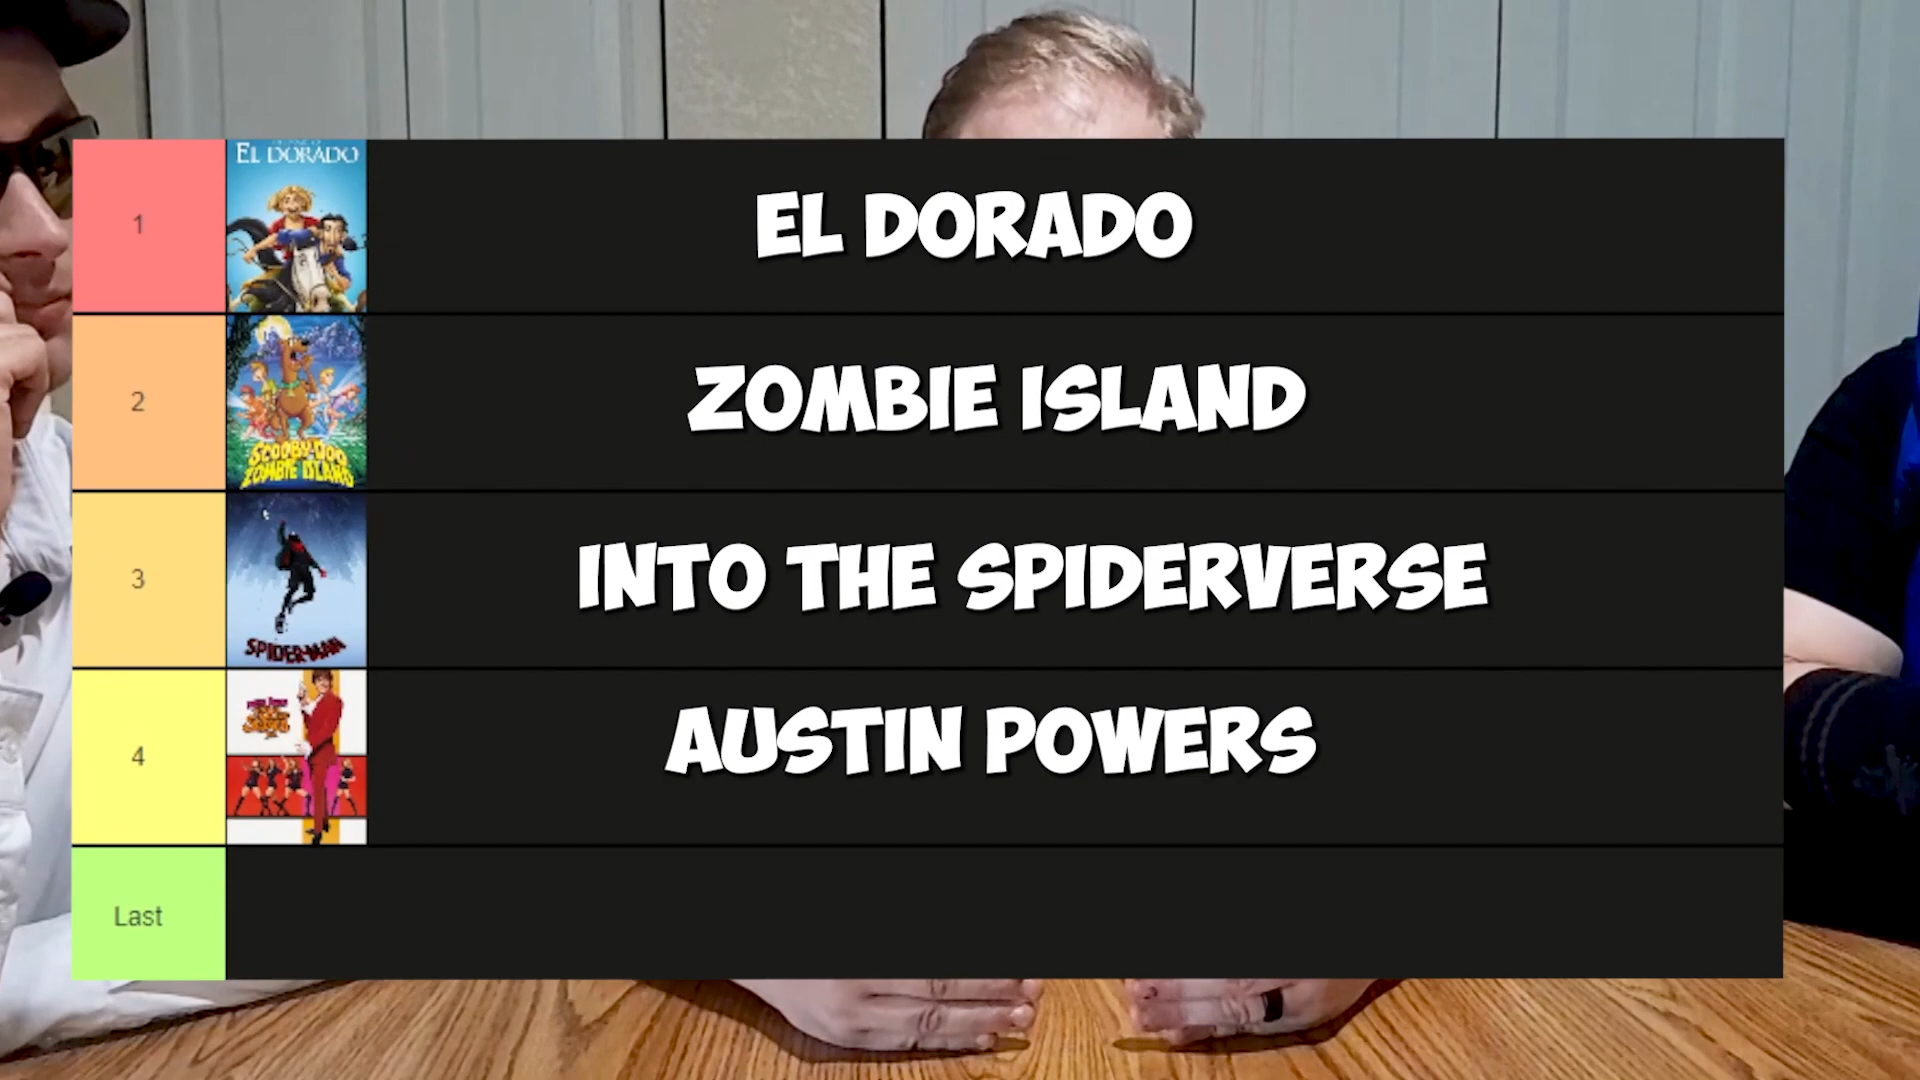 1
EL DORADO
EL DORADO
2
SCOOBY-DOO
ZOMBIE ISLAND
ZOMBIE ISLAND
3
SPIDER-MAN
INTO THE SPIDERVERSE
4
AUSTIN POWERS
Last